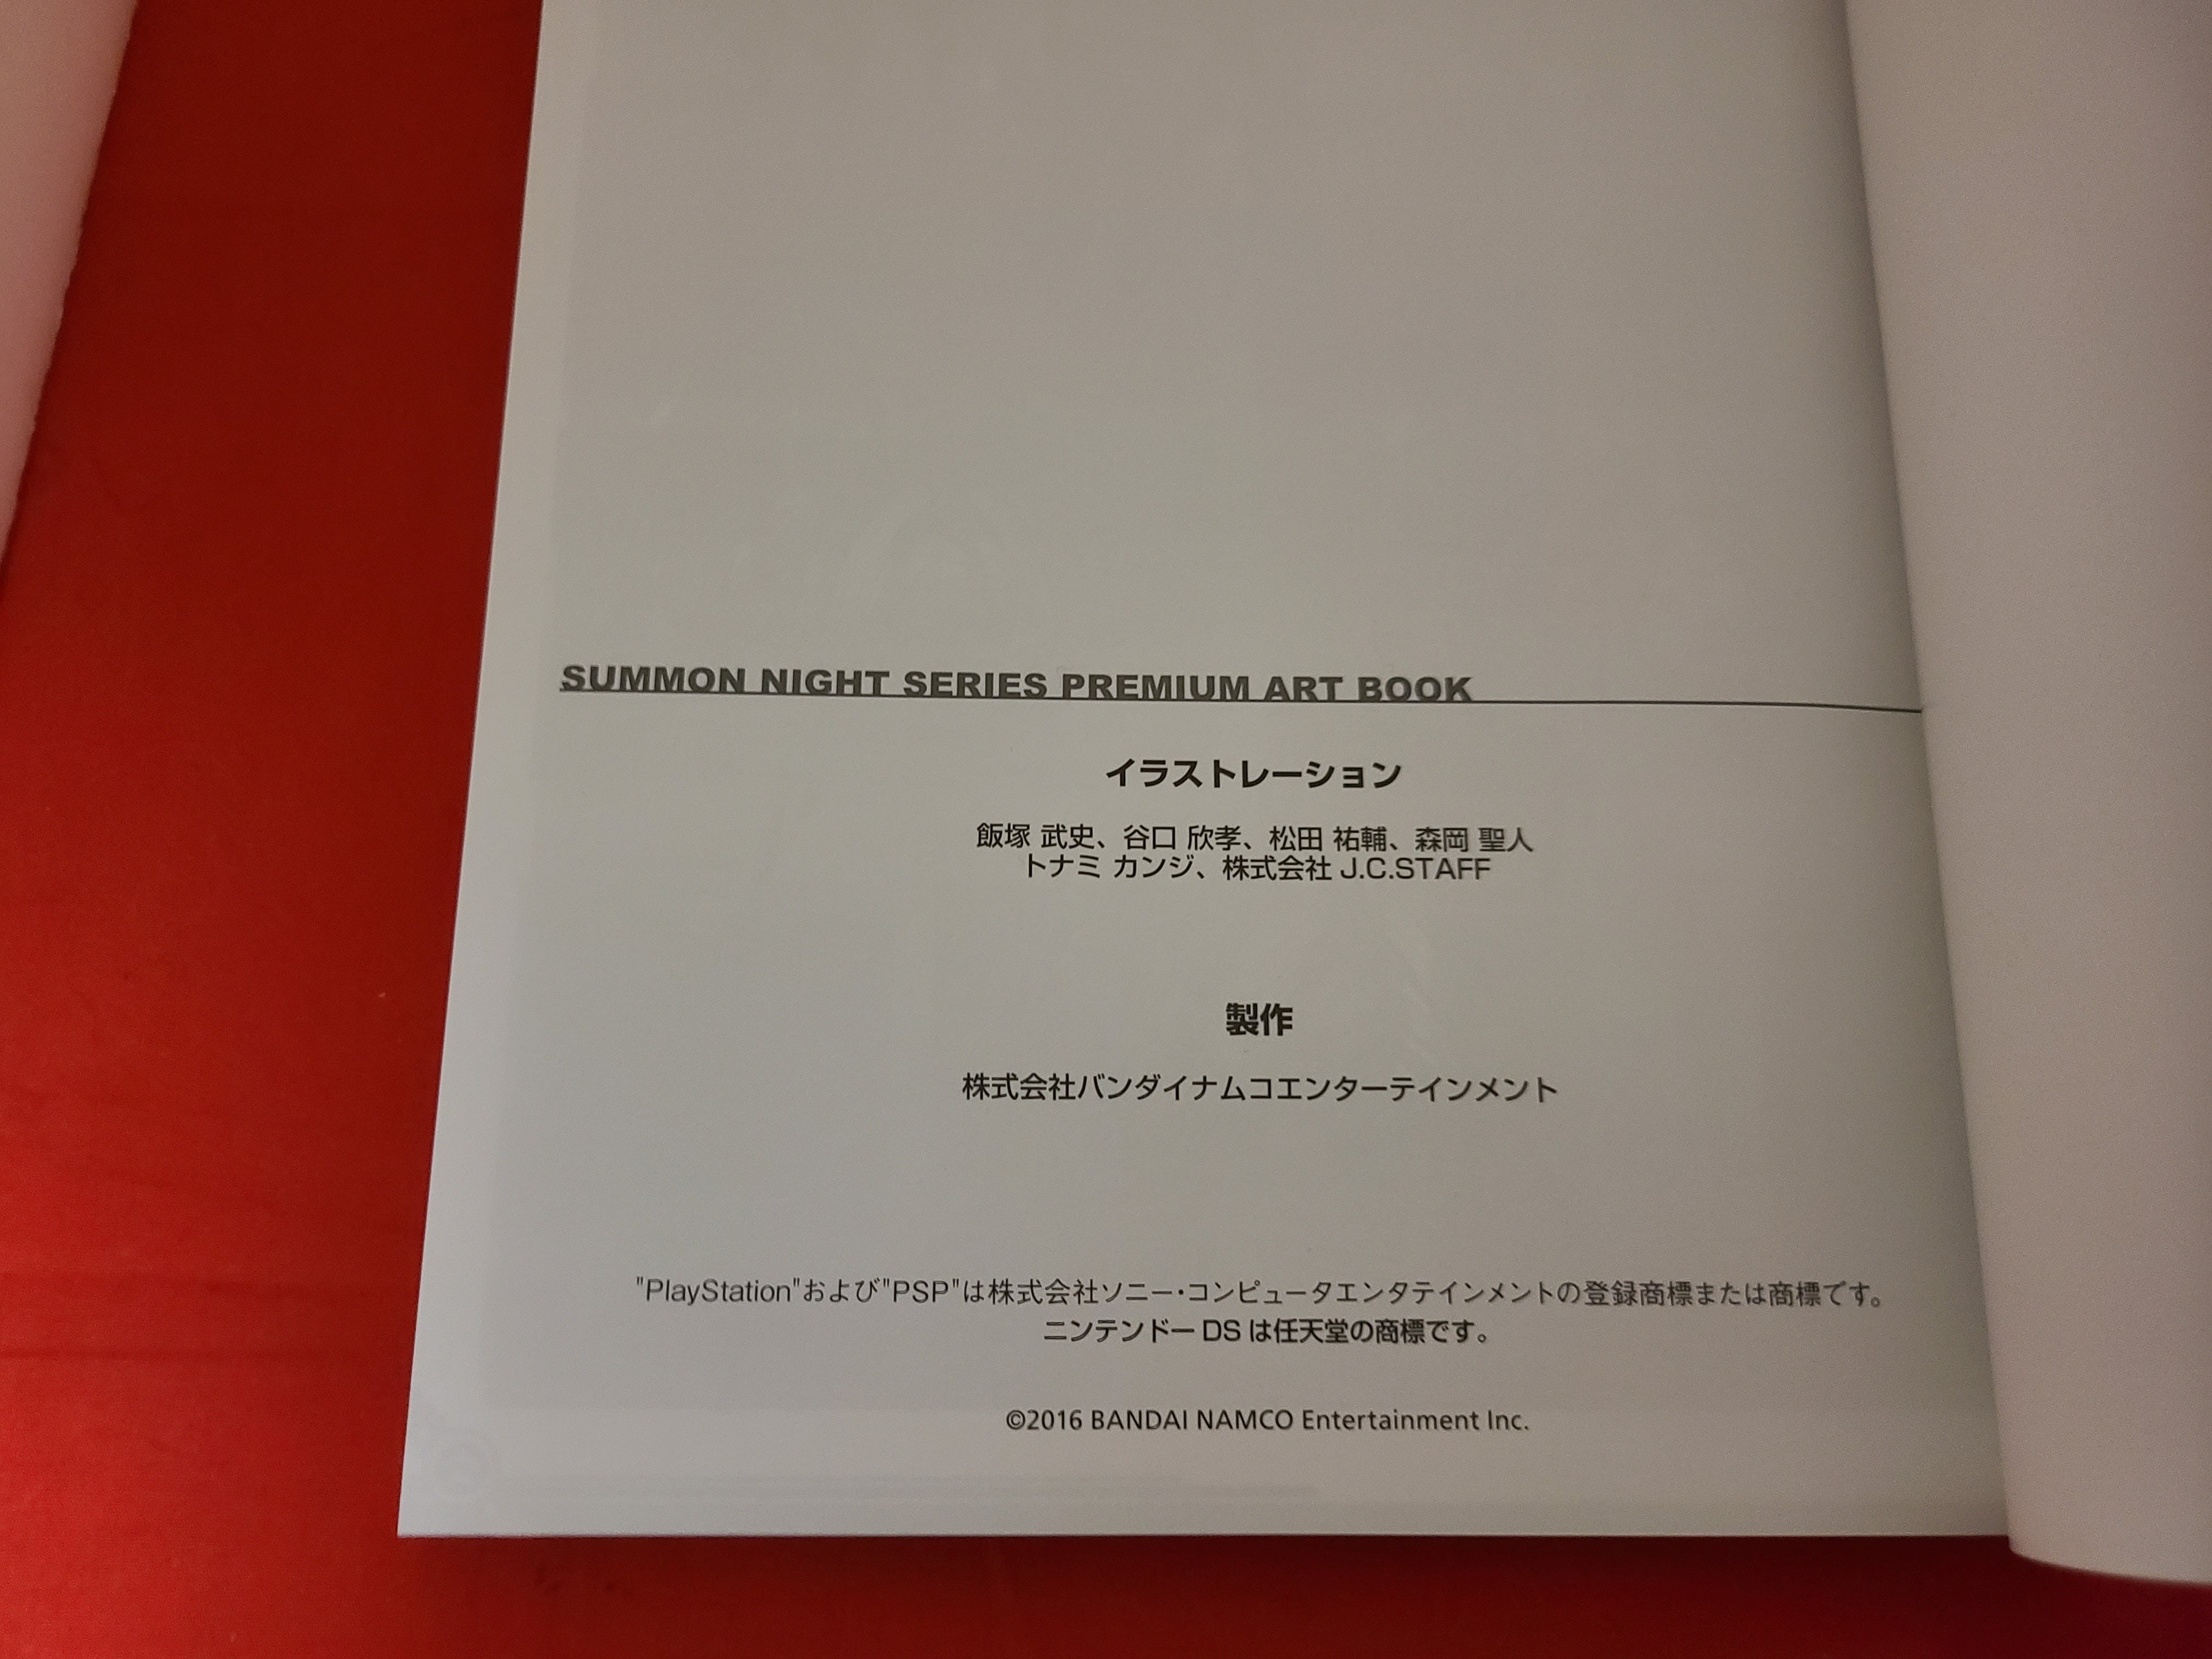 SUMMON NIGHT SERIES PREMIUM ART BOOK
イラストレーション
飯塚 武史、谷口 欣孝、松田 祐輔、森岡 聖人
トナミ カンジ、株式会社 J.C.STAFF
製作
株式会社バンダイナムコエンターテインメント
"PlayStation"および"PSP"は株式会社ソニー・コンピュータエンタテインメントの登録商標または商標です。
ニンテンドー DS は任天堂の商標です。
©2016 BANDAI NAMCO Entertainment Inc.